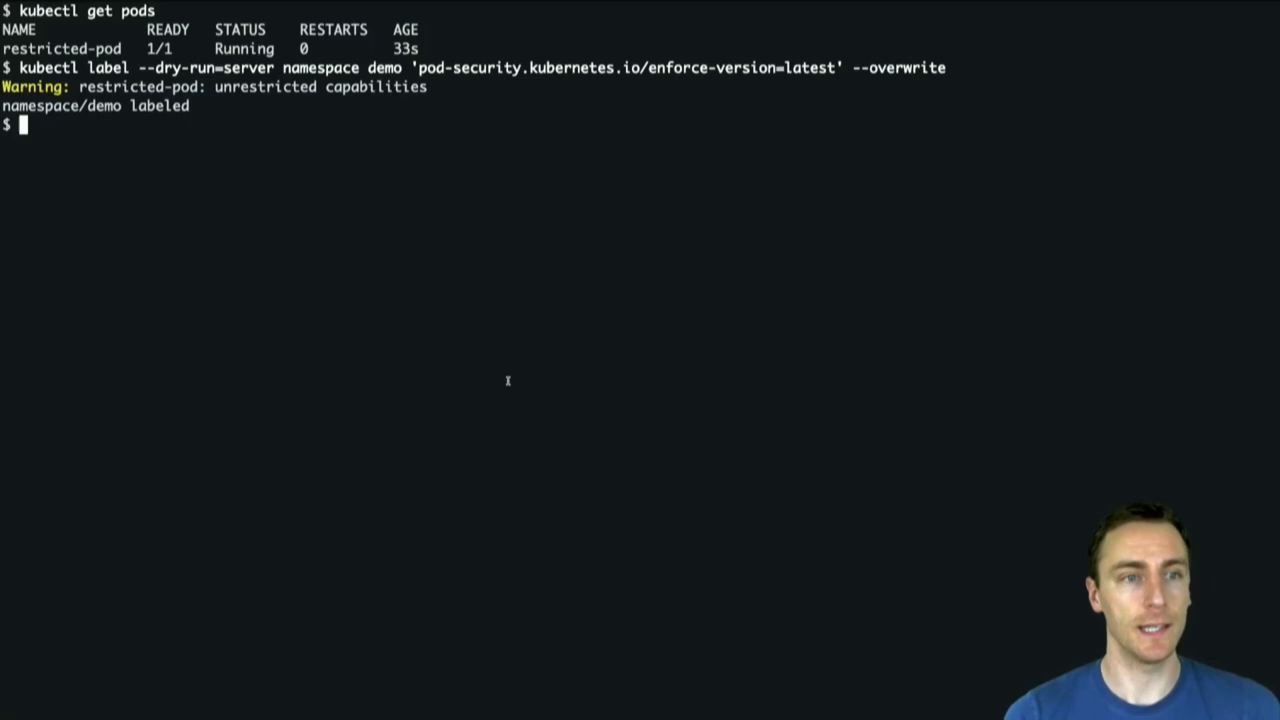 $ kubectl get pods
NAME READY STATUS RESTARTS AGE
restricted-pod 1/1 Running 0 33s
$ kubectl label --dry-run=server namespace demo 'pod-security.kubernetes.io/enforce-version=latest' --overwrite
Warning: restricted-pod: unrestricted capabilities
namespace/demo labeled
$